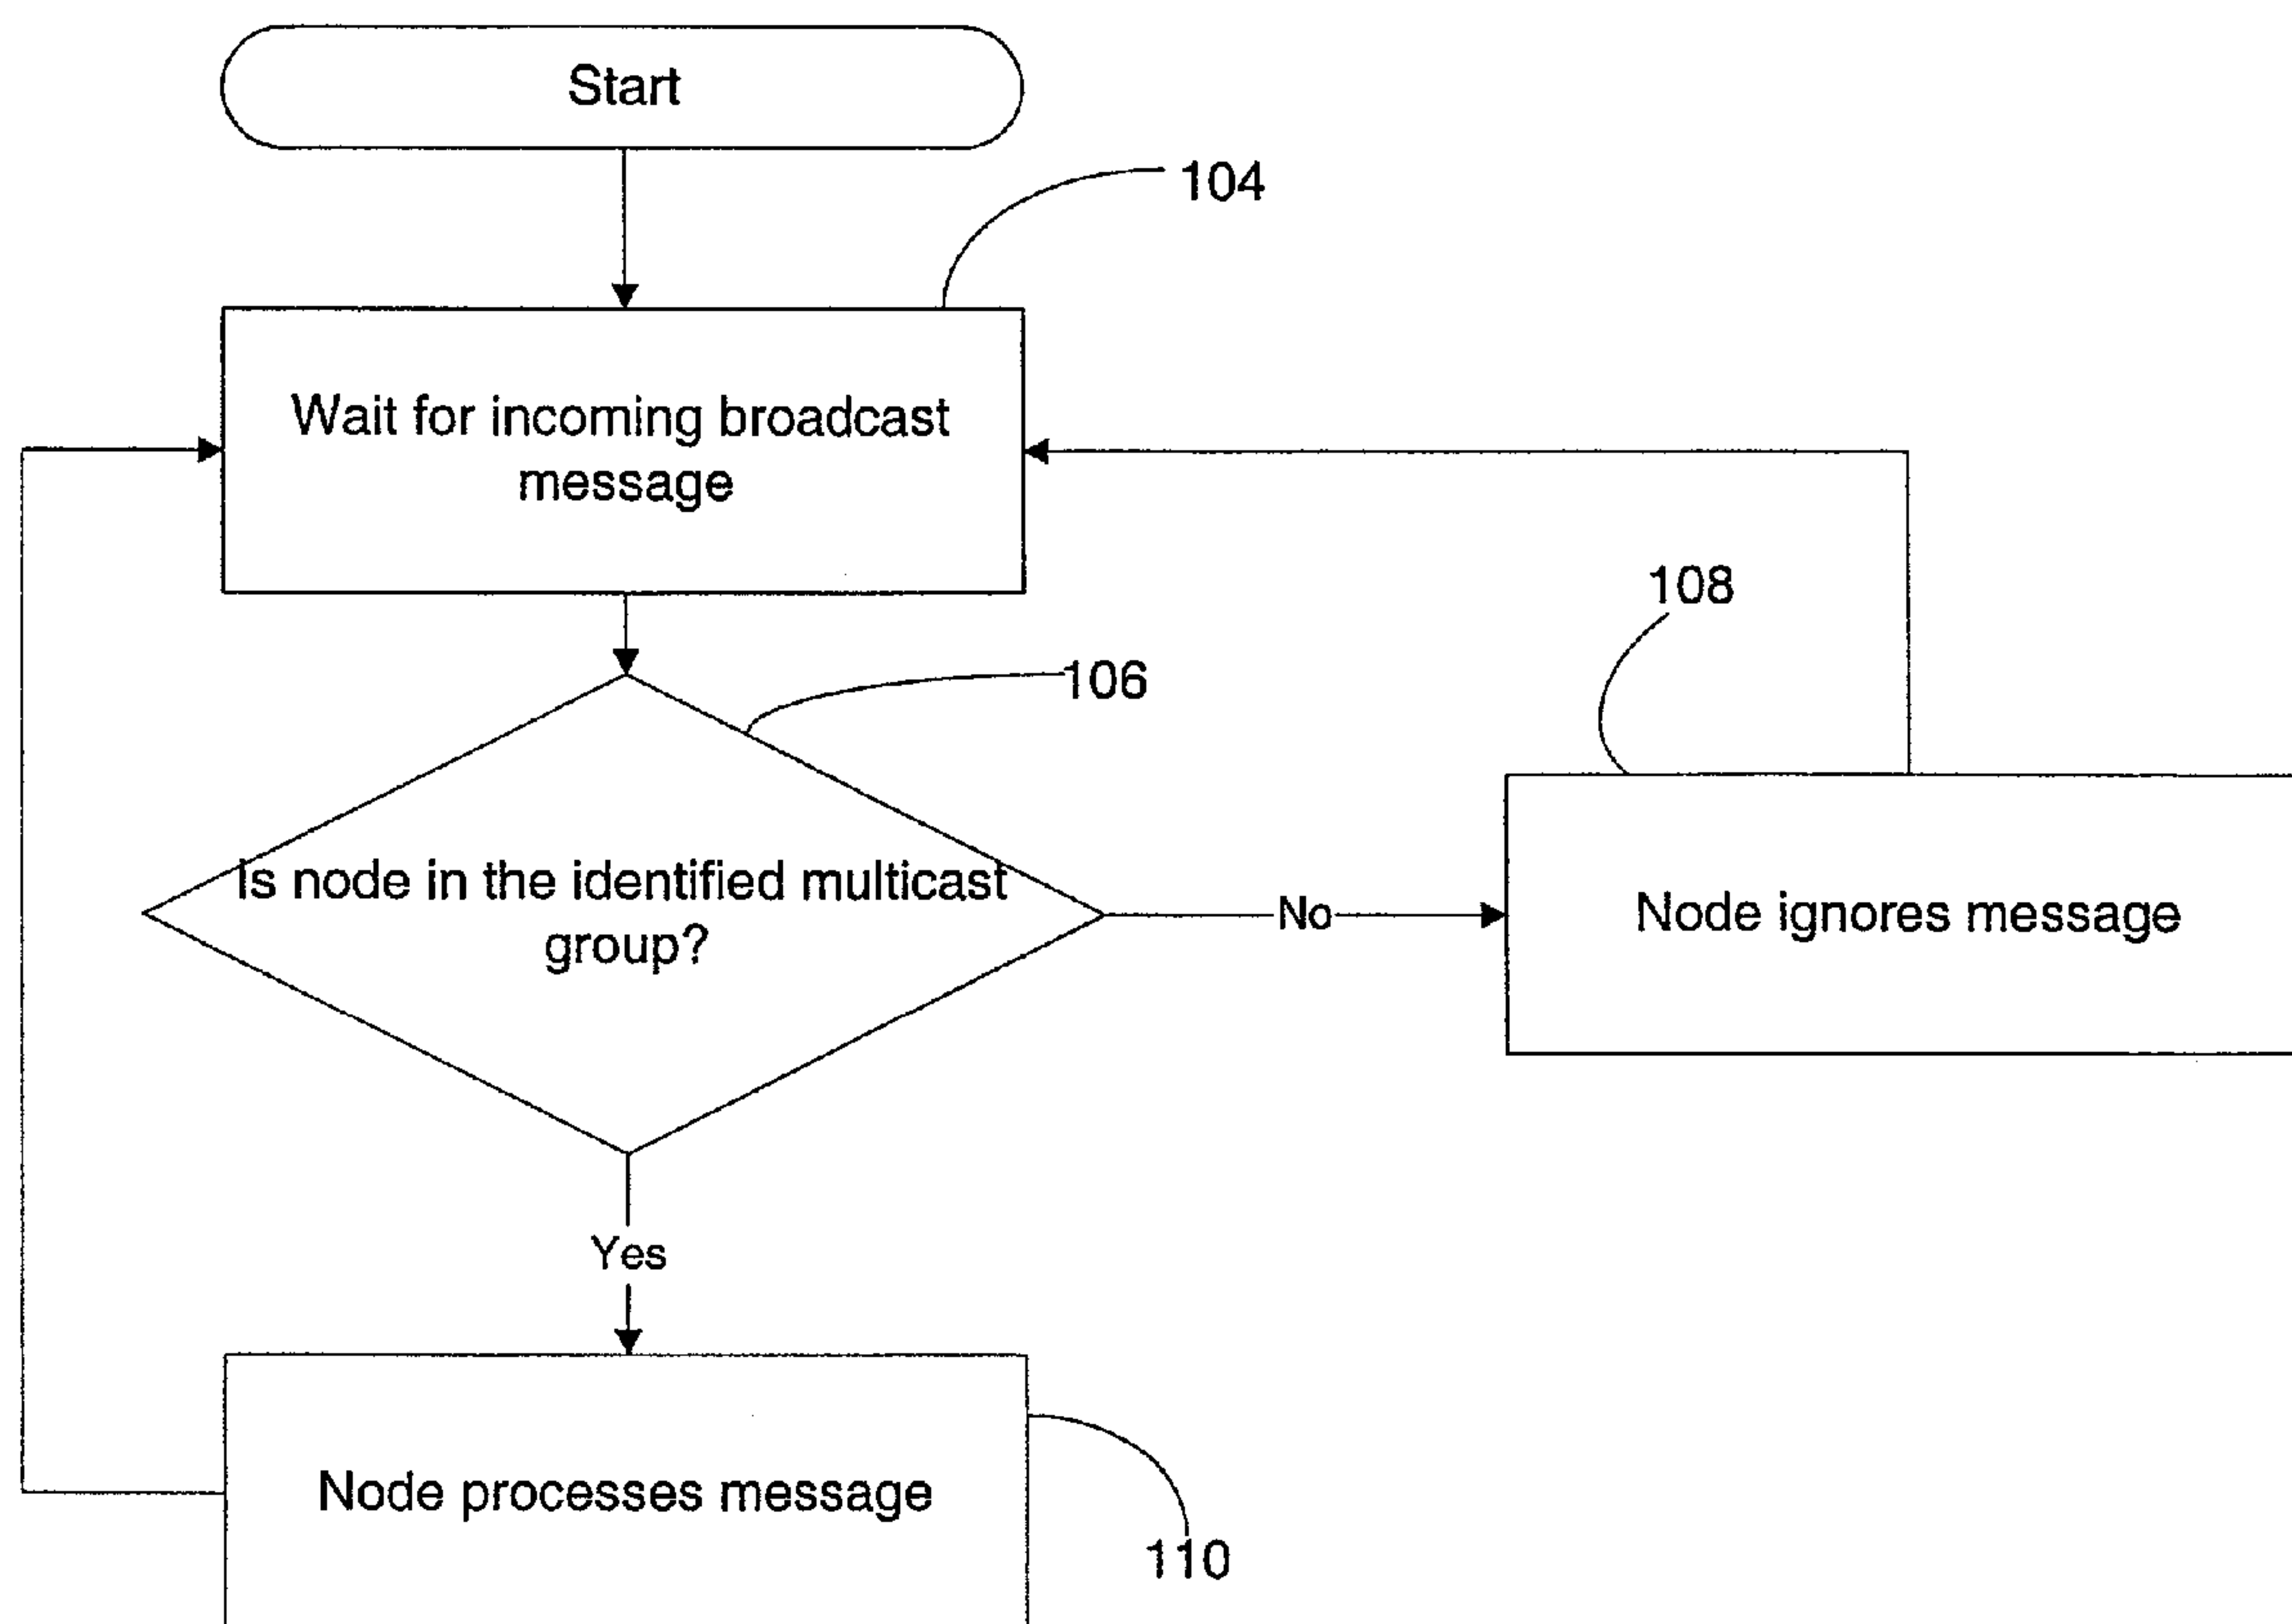 Start
104
Wait for incoming broadcast
message
108
106
Is node in the identified multicast
group?
No
Node ignores message
Yes
Node processes message
110